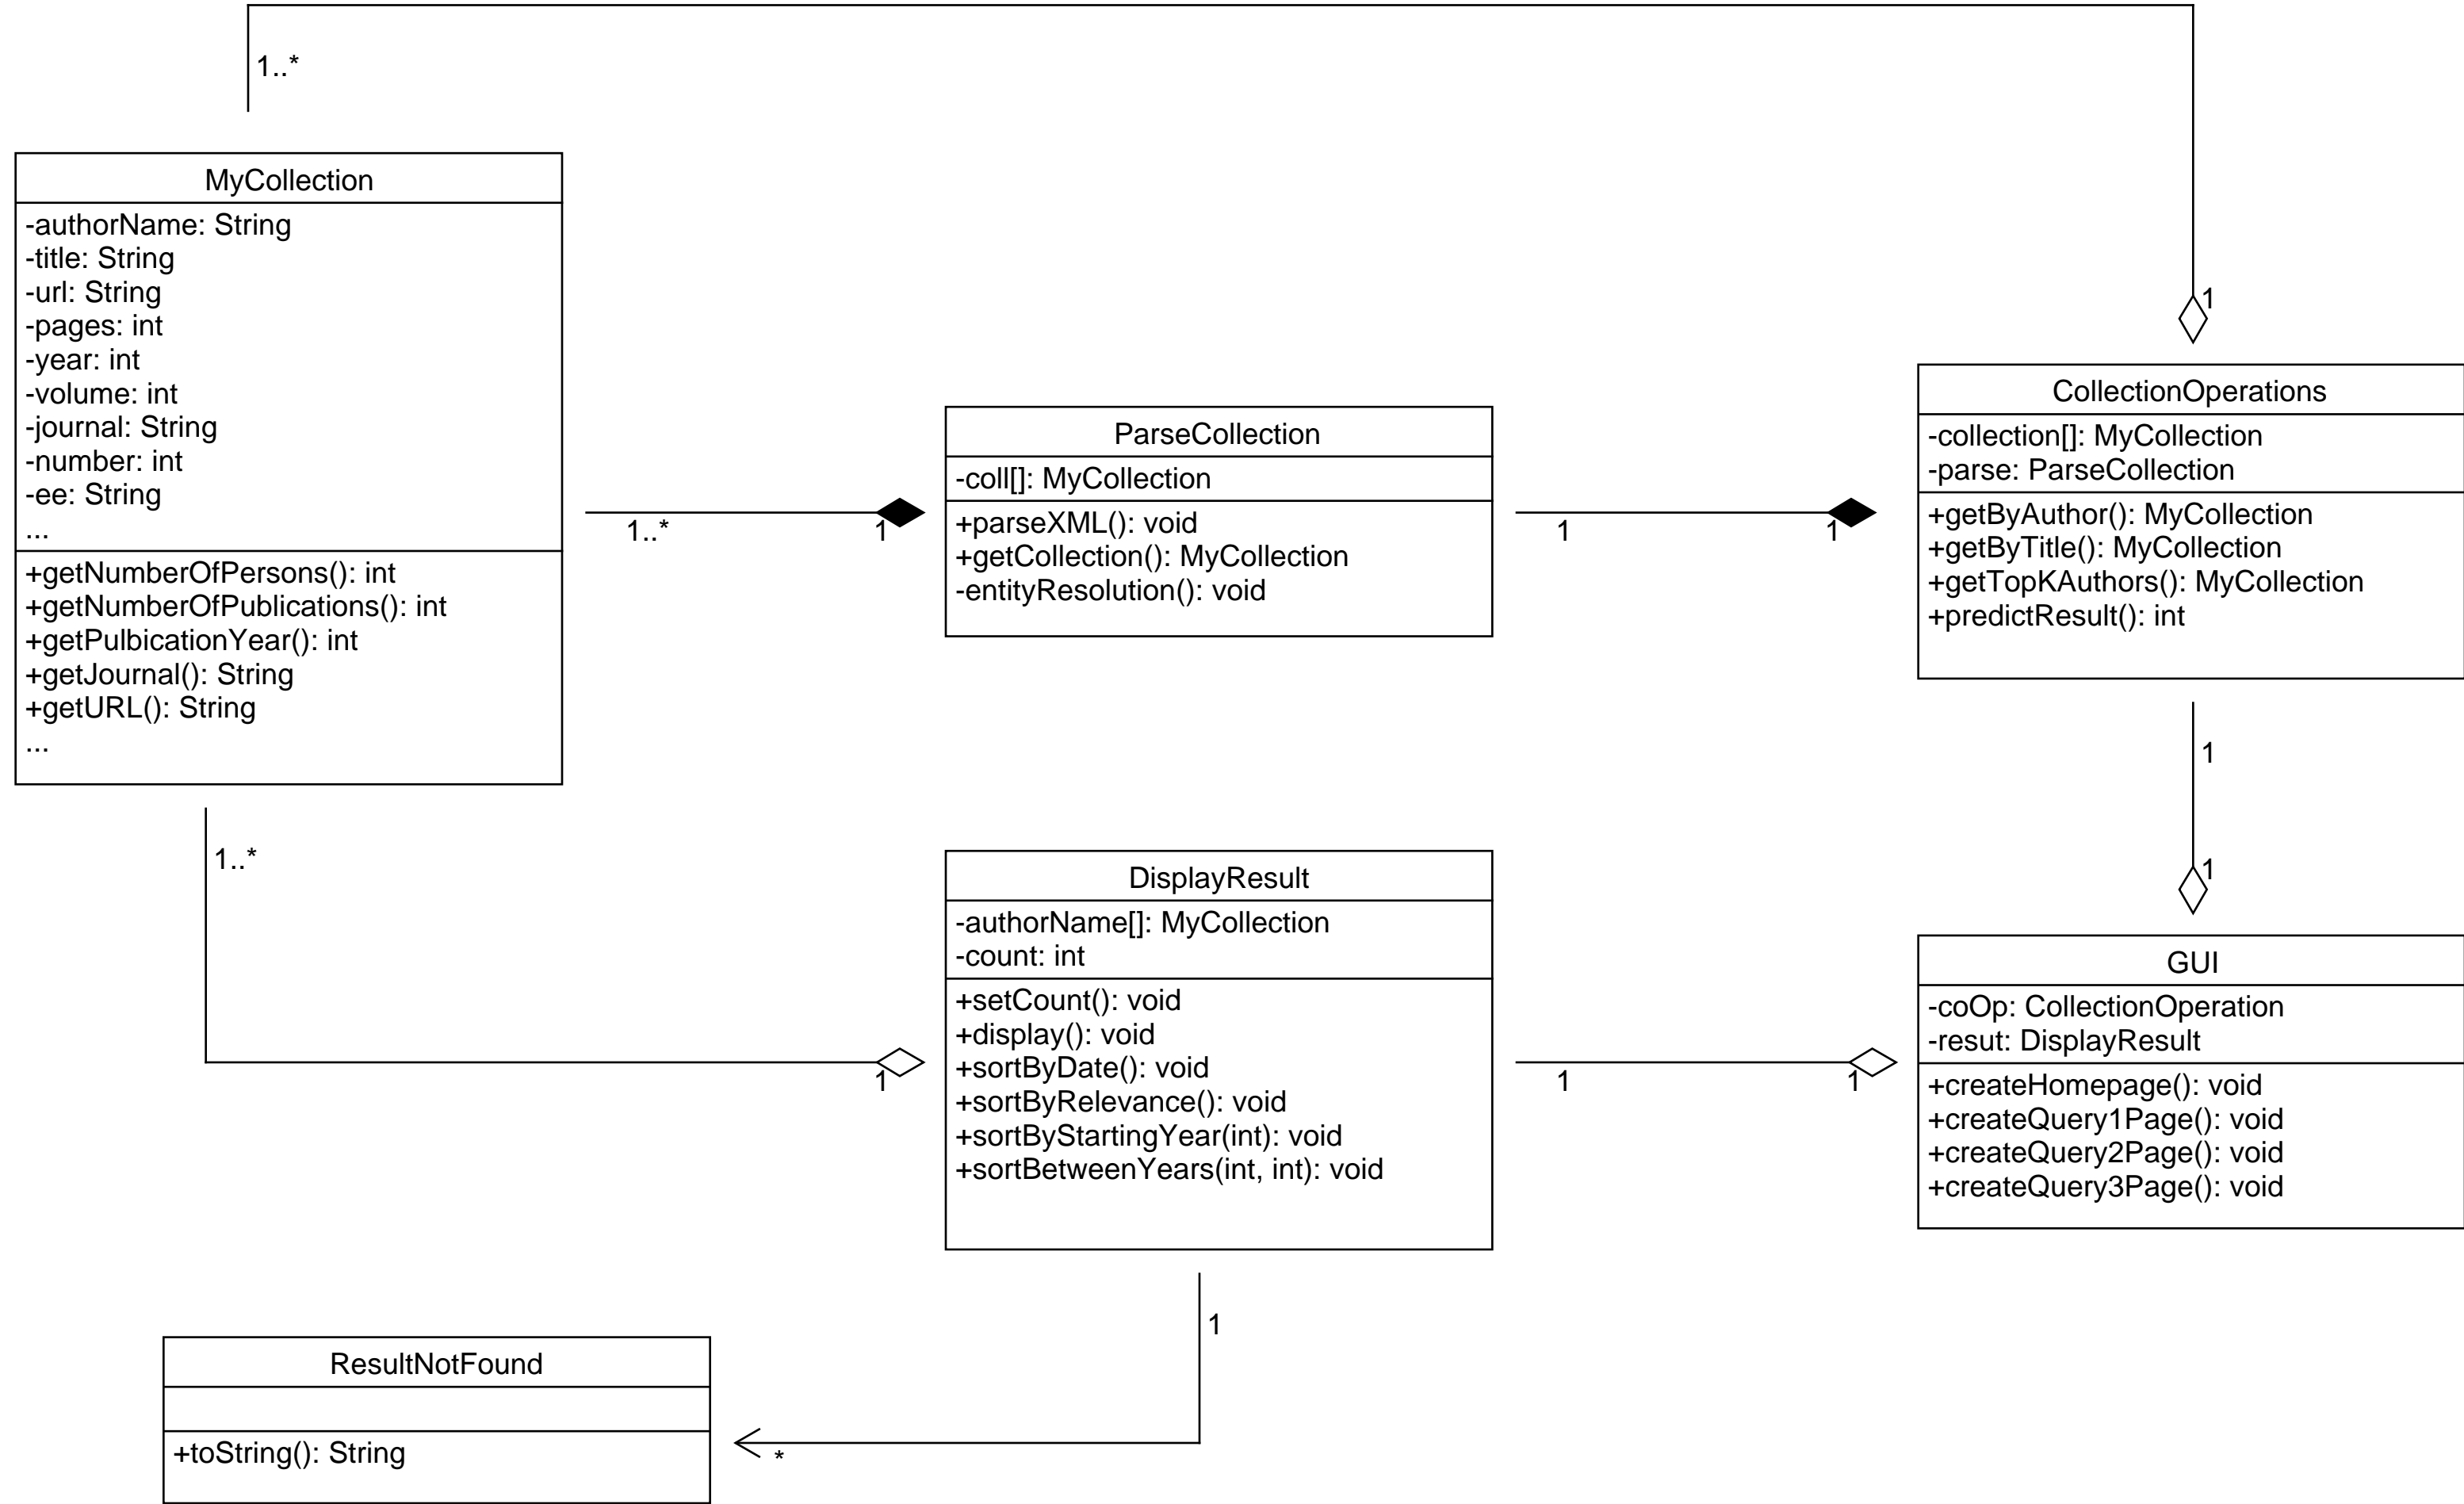 1..*
MyCollection
-authorName: String
-title: String
-url: String
-pages: int
-year: int
-volume: int
-journal: String
-number: int
-ee: String
...
+getNumberOfPersons(): int
+getNumberOfPublications(): int
+getPulbicationYear(): int
+getJournal(): String
+getURL(): String
...
1..*
1
ParseCollection
-coll[]: MyCollection
+parseXML(): void
+getCollection(): MyCollection
-entityResolution(): void
1
1
1
CollectionOperations
-collection[]: MyCollection
-parse: ParseCollection
+getByAuthor(): MyCollection
+getByTitle(): MyCollection
+getTopKAuthors(): MyCollection
+predictResult(): int
1
1
1..*
1
DisplayResult
-authorName[]: MyCollection
-count: int
+setCount(): void
+display(): void
+sortByDate(): void
+sortByRelevance(): void
+sortByStartingYear(int): void
+sortBetweenYears(int, int): void
1
1
GUI
-coOp: CollectionOperation
-resut: DisplayResult
+createHomepage(): void
+createQuery1Page(): void
+createQuery2Page(): void
+createQuery3Page(): void
1
*
ResultNotFound
+toString(): String